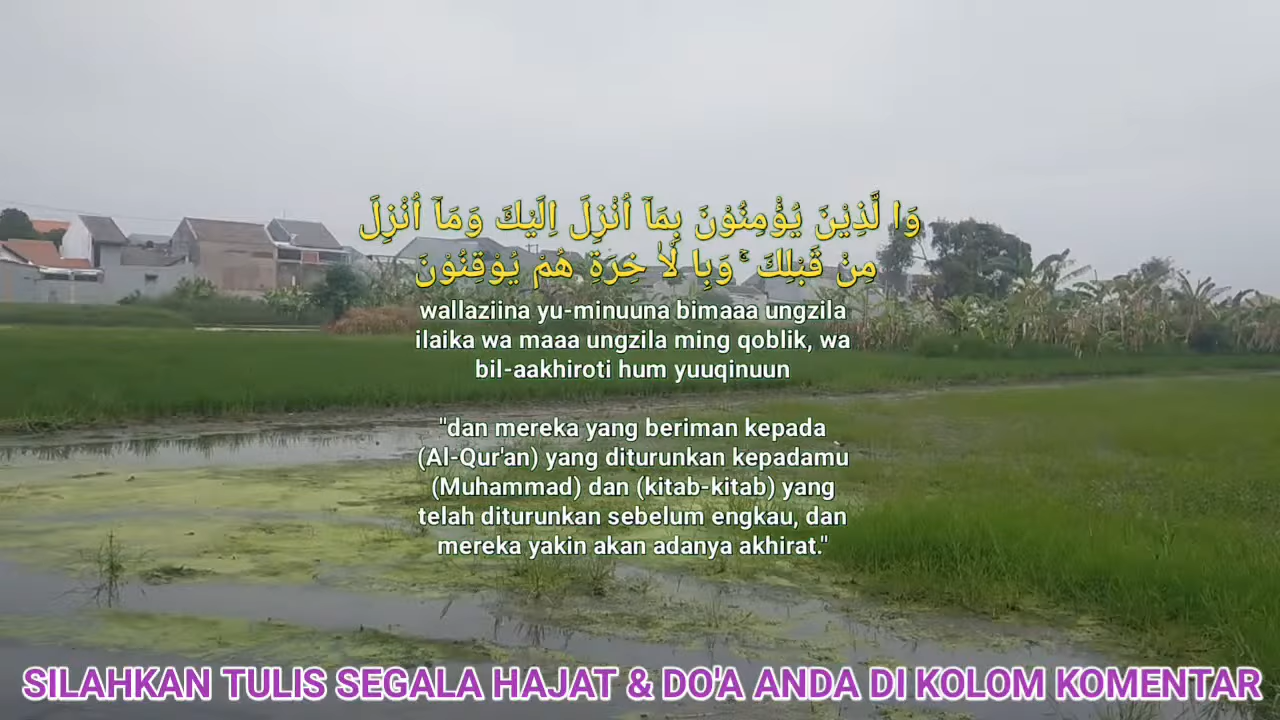 وَا لَّذِيْنَ يُؤْمِنُوْنَ بِمَاۤ اُنْزِلَ اِلَيْكَ وَمَاۤ اُنْزِلَ
مِنْ قَبْلِكَ ۚ وَبِا لْاٰ خِرَةِ هُمْ يُوْقِنُوْنَ
wallaziina yu-minuuna bimaaa ungzila
ilaika wa maaa ungzila ming qoblik, wa
bil-aakhiroti hum yuuqinuun
"dan mereka yang beriman kepada
(Al-Qur'an) yang diturunkan kepadamu
(Muhammad) dan (kitab-kitab) yang
telah diturunkan sebelum engkau, dan
mereka yakin akan adanya akhirat."
SILAHKAN TULIS SEGALA HAJAT & DO'A ANDA DI KOLOM KOMENTAR